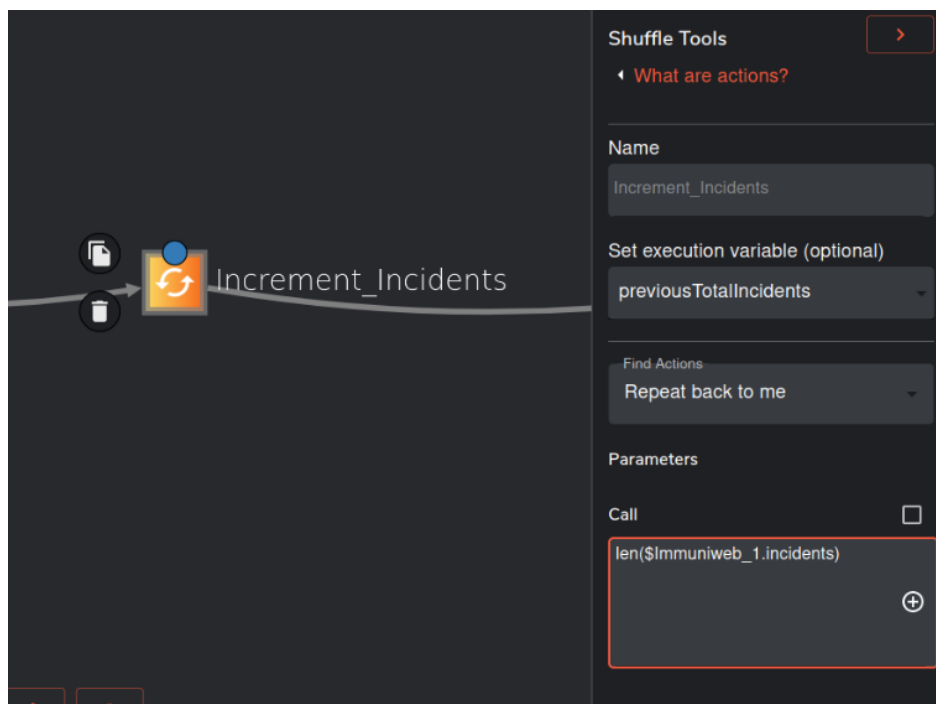 Shuffle Tools
What are actions?
Name
Increment_Incidents
Set execution variable (optional)
previousTotalIncidents
Find Actions
Repeat back to me
Parameters
Call
len($Immuniweb_1.incidents)
Increment_Incidents